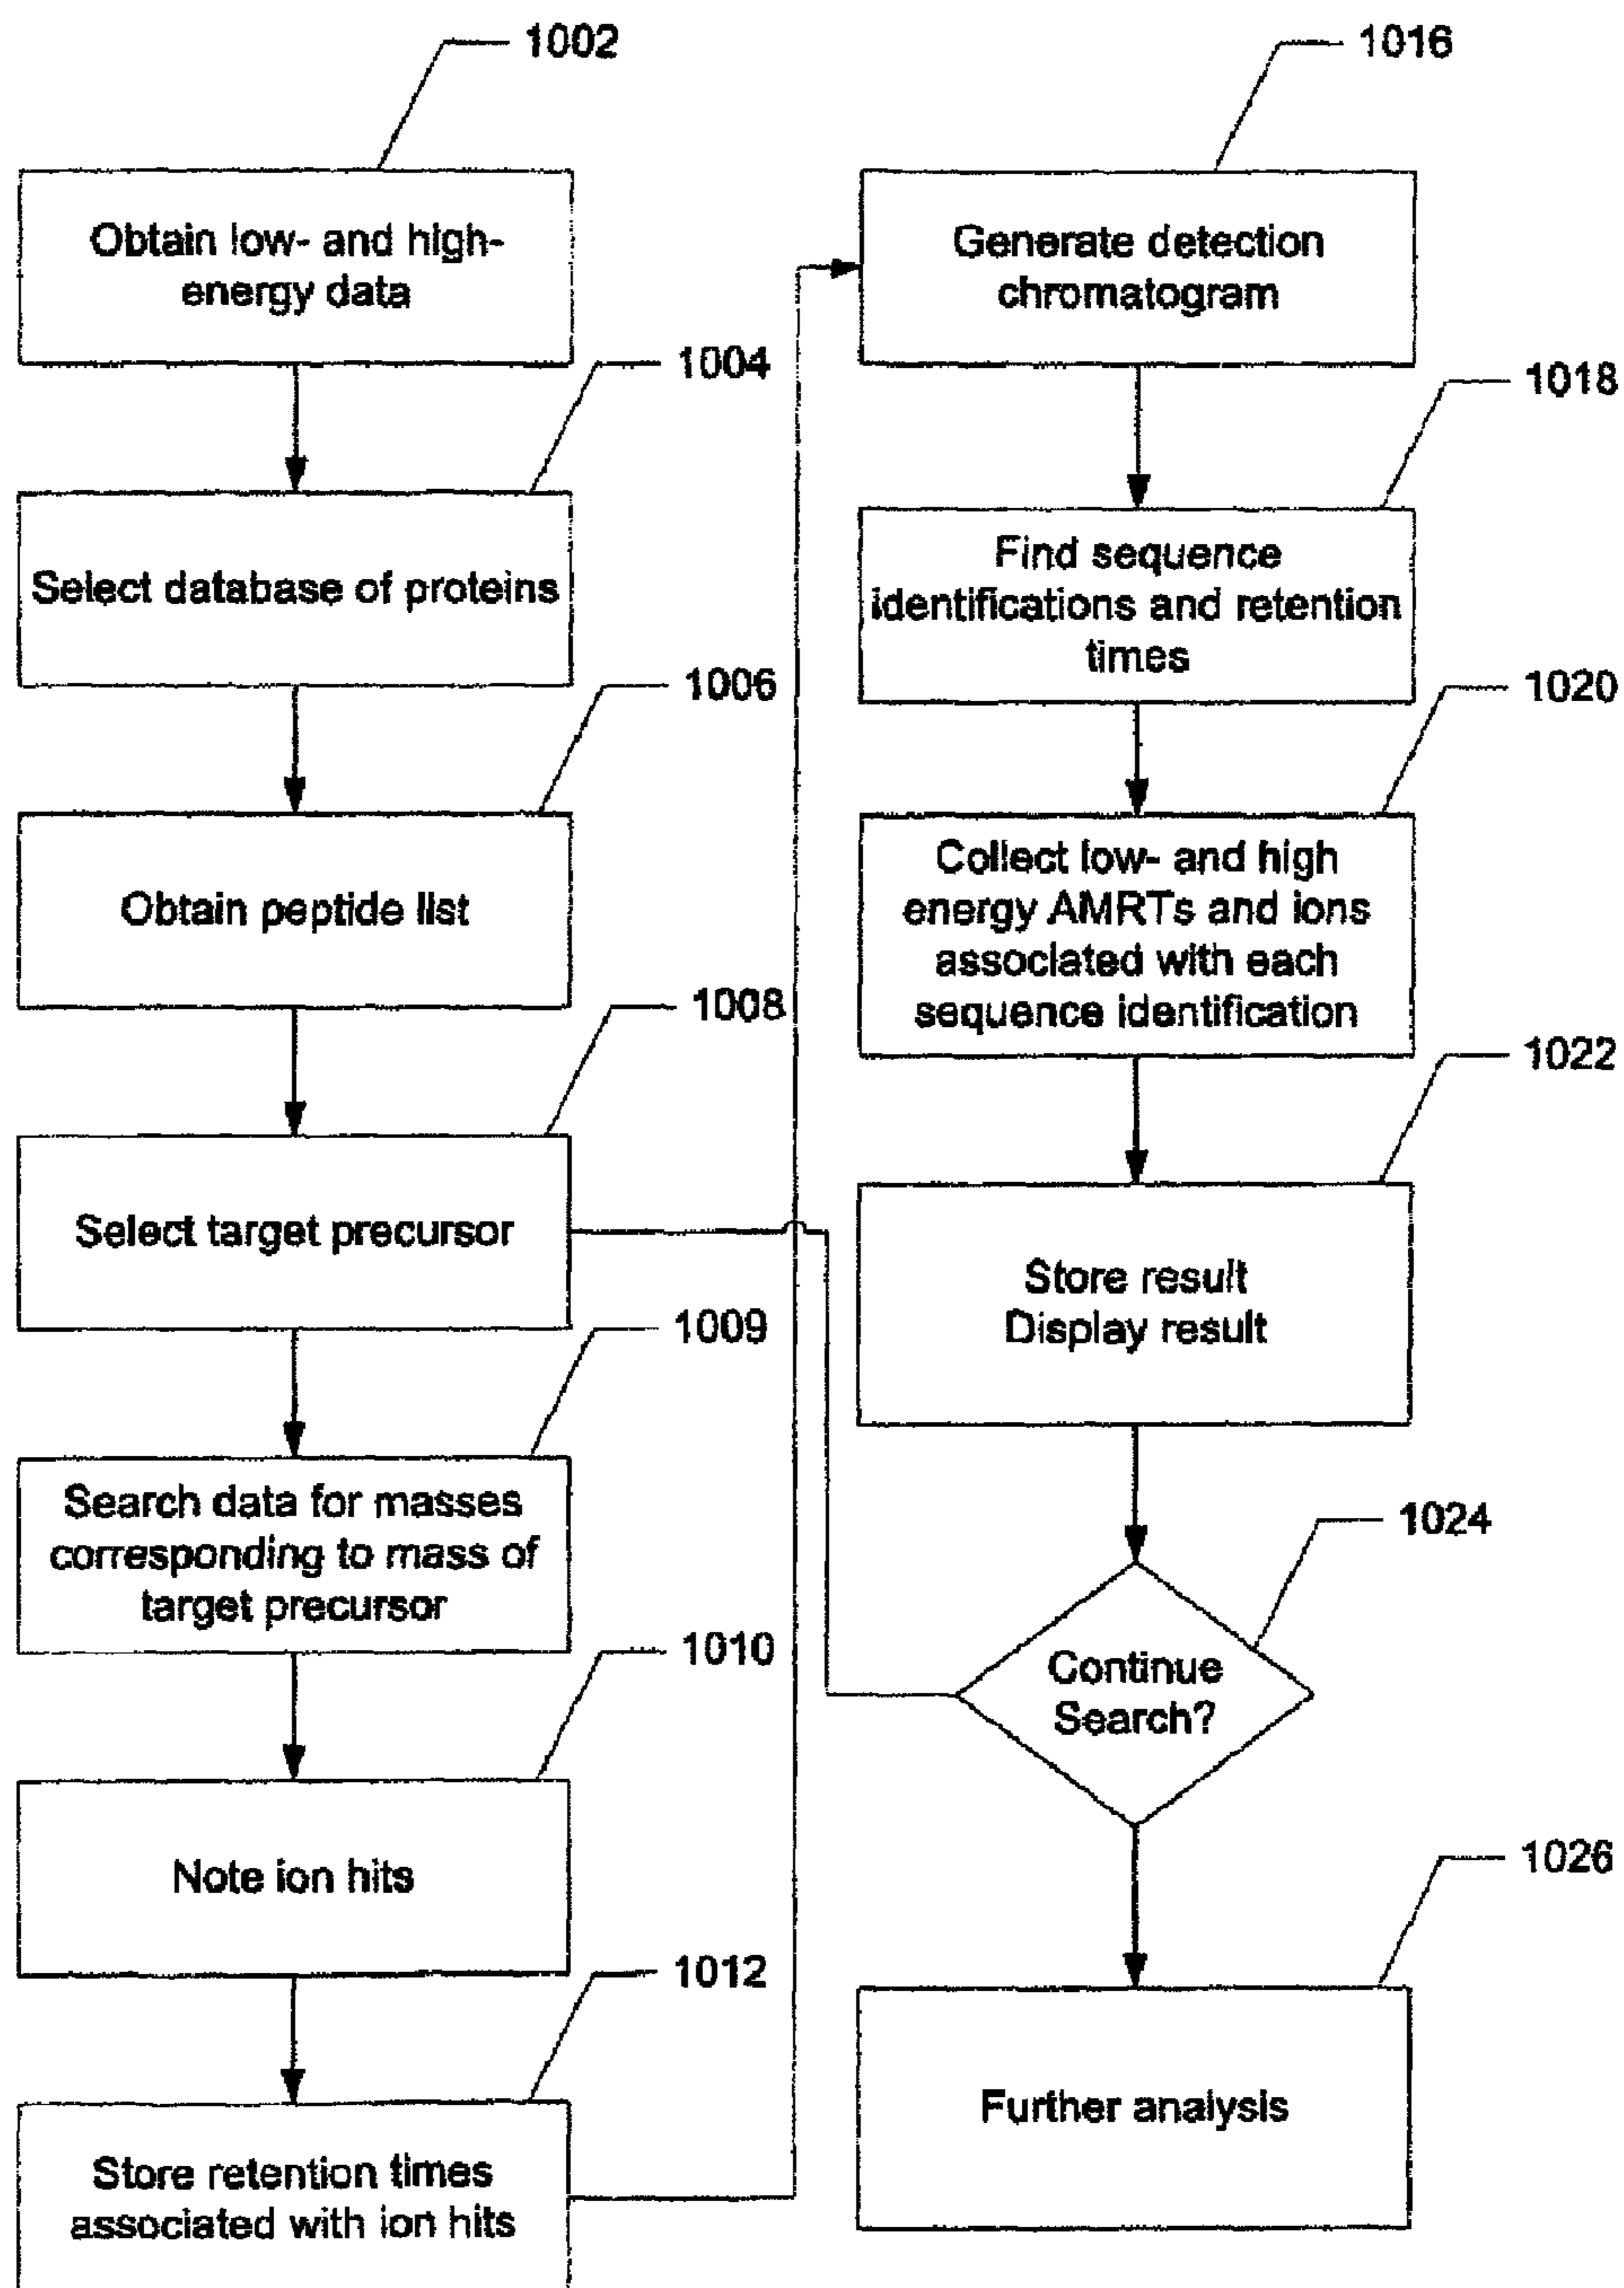 1002
Obtain low- and high-
energy data
1004
Select database of proteins
1006
Obtain peptide list
1008
Select target precursor
1009
Search data for masses
corresponding to mass of
target precursor
1010
Note ion hits
1012
Store retention times
associated with ion hits
1016
Generate detection
chromatogram
1018
Find sequence
identifications and retention
times
1020
Collect low- and high
energy AMRTs and ions
associated with each
sequence identification
1022
Store result
Display result
1024
Continue
Search?
1026
Further analysis